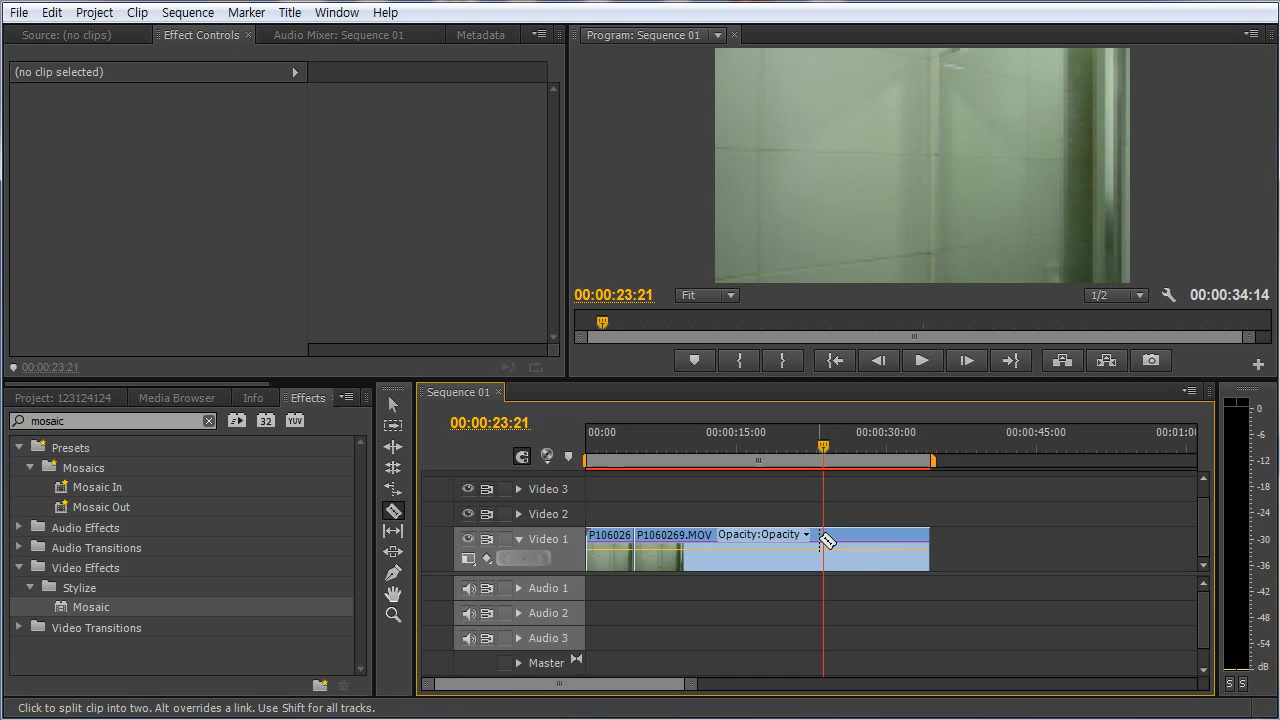 File Edit Project Clip Sequence Marker Title Window Help
Source: (no clips) Effect Controls Audio Mixer: Sequence 01 Metadata
Program: Sequence 01
(no clip selected)
00:00:23:21
00:00:23:21 Fit 1/2 00:00:34:14
Project: 123124124 Media Browser Info Effects
mosaic 32 YUV
Presets
Mosaics
Mosaic In
Mosaic Out
Audio Effects
Audio Transitions
Video Effects
Stylize
Mosaic
Video Transitions
Sequence 01
00:00:23:21
00:00 00:00:15:00 00:00:30:00 00:00:45:00 00:01:0
Video 3
Video 2
Video 1 P106026 P1060269.MOV Opacity:Opacity
Audio 1
Audio 2
Audio 3
Master
0
-6
-12
-18
-24
-30
-36
-42
-48
-54
dB
S S
Click to split clip into two. Alt overrides a link. Use Shift for all tracks.